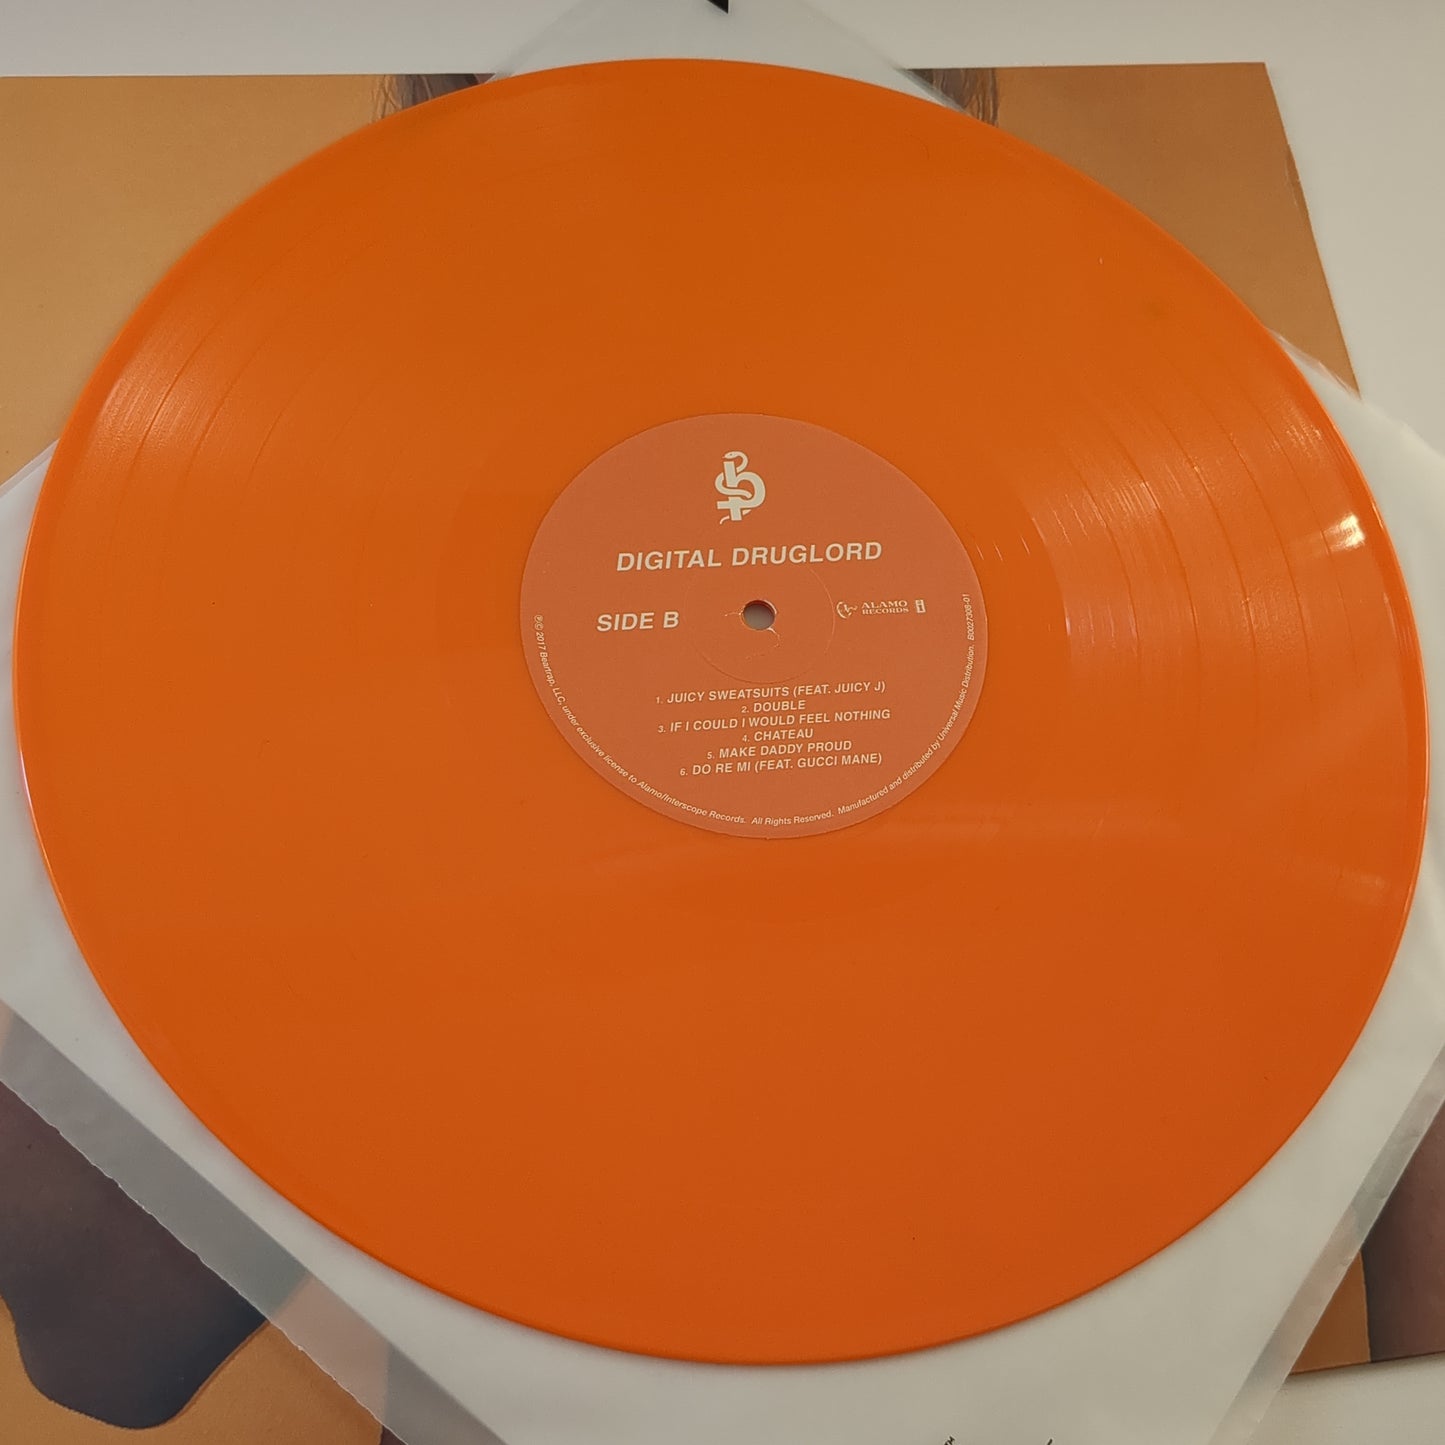 DIGITAL DRUGLORD
SIDE B
ALAMO
RECORDS
1. JUICY SWEATSUITS (FEAT. JUICY J)
2. DOUBLE
3. IF I COULD I WOULD FEEL NOTHING
4. CHATEAU
5. MAKE DADDY PROUD
6. DO RE MI (FEAT. GUCCI MANE)
℗© 2017 Beartrap, LLC, under exclusive license to Alamo/Interscope Records. All Rights Reserved. Manufactured and distributed by Universal Music Distribution. B0027308-01